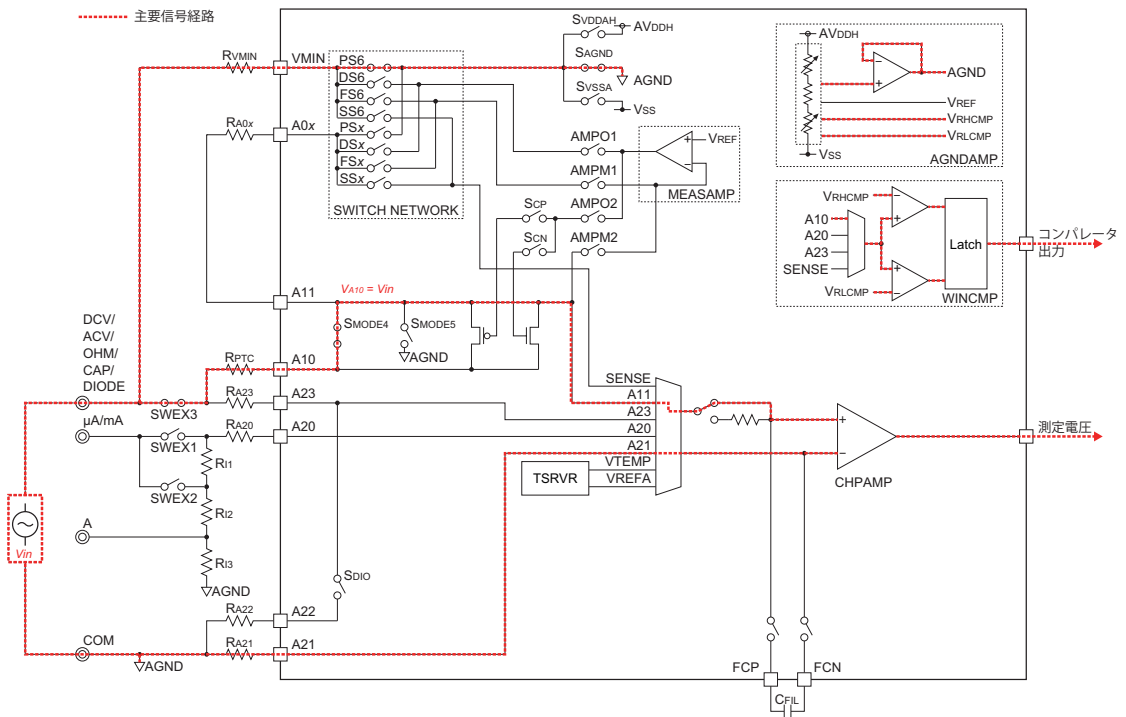 主要信号経路
SVDDAH
AVDDH
SAGND
AGND
SVSSA
VSS
RVMIN
VMIN
PS6
DS6
FS6
SS6
PSx
DSx
FSx
SSx
SWITCH NETWORK
RA0x
A0x
AMPO1
AMPM1
AMPO2
AMPM2
VREF
MEASAMP
SCP
SCN
AVDDH
AGND
VREF
VRHCMP
VRLCMP
VSS
AGNDAMP
VRHCMP
A10
A20
A23
SENSE
VRLCMP
Latch
WINCMP
コンパレータ
出力
A11
VA10 = Vin
SMODE4
SMODE5
AGND
DCV/
ACV/
OHM/
CAP/
DIODE
RPTC
A10
SWEX3
RA23
A23
µA/mA
SWEX1
RA20
A20
RI1
SWEX2
RI2
A
RI3
AGND
Vin
SENSE
A11
A23
A20
A21
VTEMP
VREFA
TSRVR
CHPAMP
測定電圧
SDIO
RA22
A22
COM
AGND
RA21
A21
FCP
FCN
CFIL